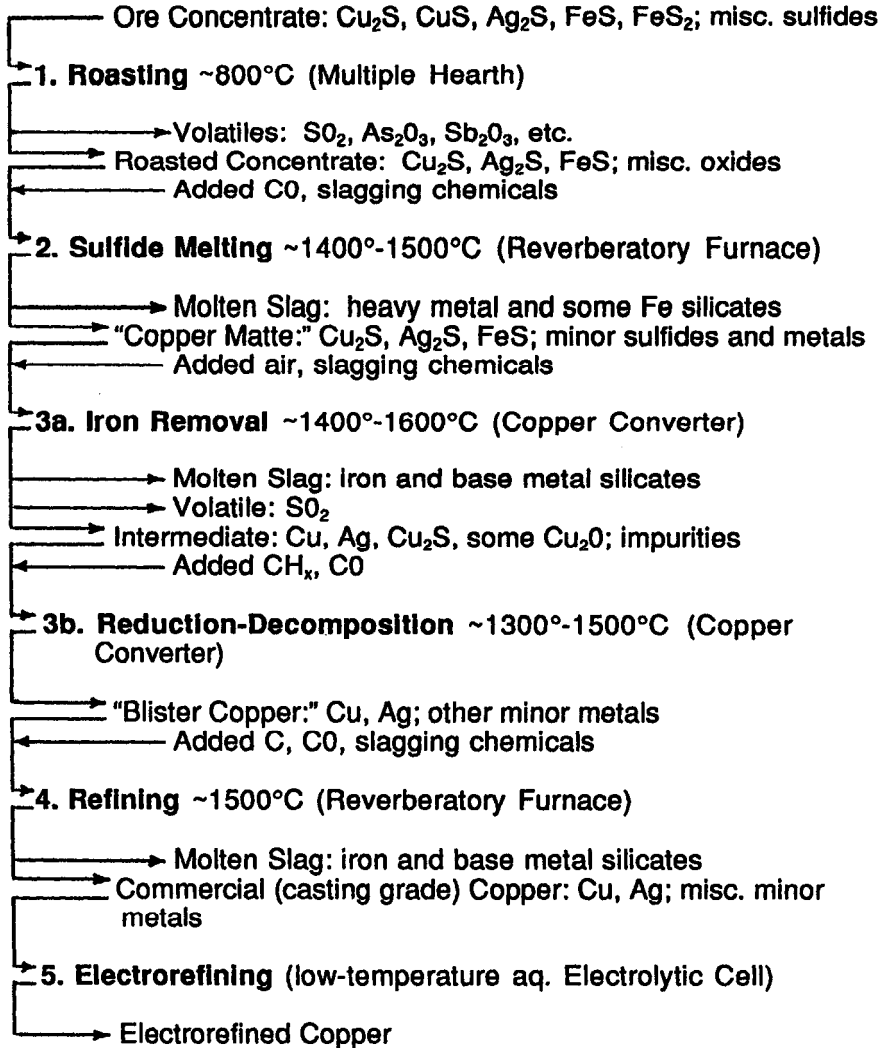 Ore Concentrate: Cu₂S, CuS, Ag₂S, FeS, FeS₂; misc. sulfides
1. Roasting ~800°C (Multiple Hearth)
Volatiles: SO₂, As₂O₃, Sb₂O₃, etc.
Roasted Concentrate: Cu₂S, Ag₂S, FeS; misc. oxides
Added CO, slagging chemicals
2. Sulfide Melting ~1400°-1500°C (Reverberatory Furnace)
Molten Slag: heavy metal and some Fe silicates
“Copper Matte:” Cu₂S, Ag₂S, FeS; minor sulfides and metals
Added air, slagging chemicals
3a. Iron Removal ~1400°-1600°C (Copper Converter)
Molten Slag: iron and base metal silicates
Volatile: SO₂
Intermediate: Cu, Ag, Cu₂S, some Cu₂0; impurities
Added CHₓ, CO
3b. Reduction-Decomposition ~1300°-1500°C (Copper
Converter)
“Blister Copper:” Cu, Ag; other minor metals
Added C, CO, slagging chemicals
4. Refining ~1500°C (Reverberatory Furnace)
Molten Slag: iron and base metal silicates
Commercial (casting grade) Copper: Cu, Ag; misc. minor
metals
5. Electrorefining (low-temperature aq. Electrolytic Cell)
Electrorefined Copper